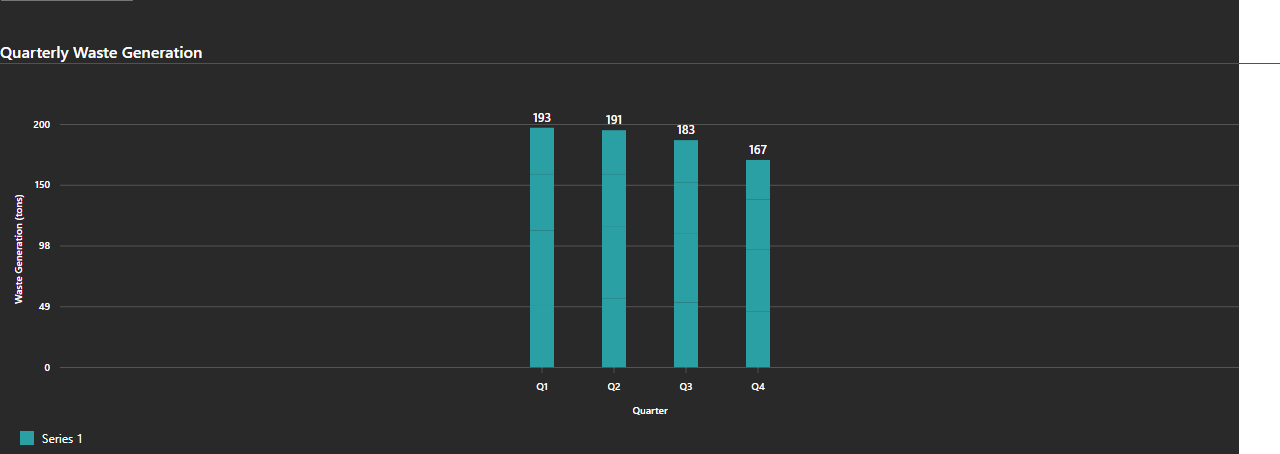 Quarterly Waste Generation
193
191
183
167
200
150
98
49
0
Waste Generation (tons)
Q1
Q2
Q3
Q4
Quarter
Series 1